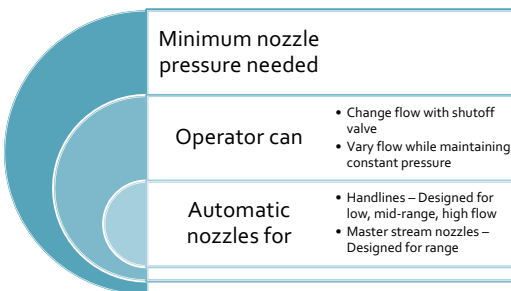 Minimum nozzle
pressure needed
Operator can
• Change flow with shutoff
valve
• Vary flow while maintaining
constant pressure
Automatic
nozzles for
• Handlines – Designed for
low, mid-range, high flow
• Master stream nozzles –
Designed for range